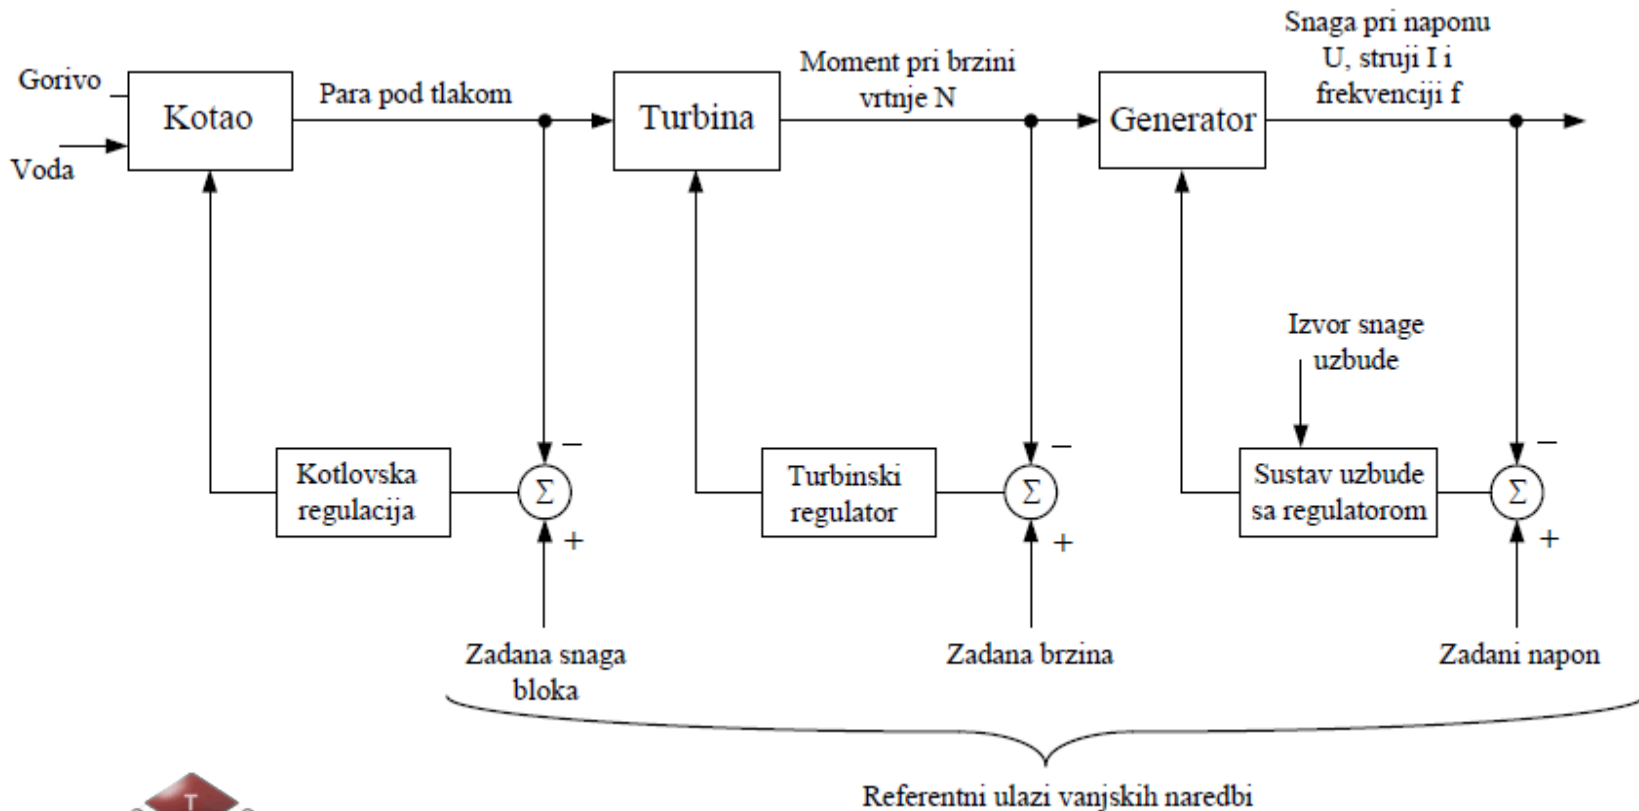 Gorivo
Voda
Kotao
Para pod tlakom
Turbina
Moment pri brzini
vrtnje N
Generator
Snaga pri naponu
U, struji I i
frekvenciji f
Kotlovska
regulacija
Σ
−
+
Zadana snaga
bloka
Turbinski
regulator
Σ
−
+
Zadana brzina
Izvor snage
uzbude
Sustav uzbude
sa regulatorom
Σ
−
+
Zadani napon
Referentni ulazi vanjskih naredbi
T